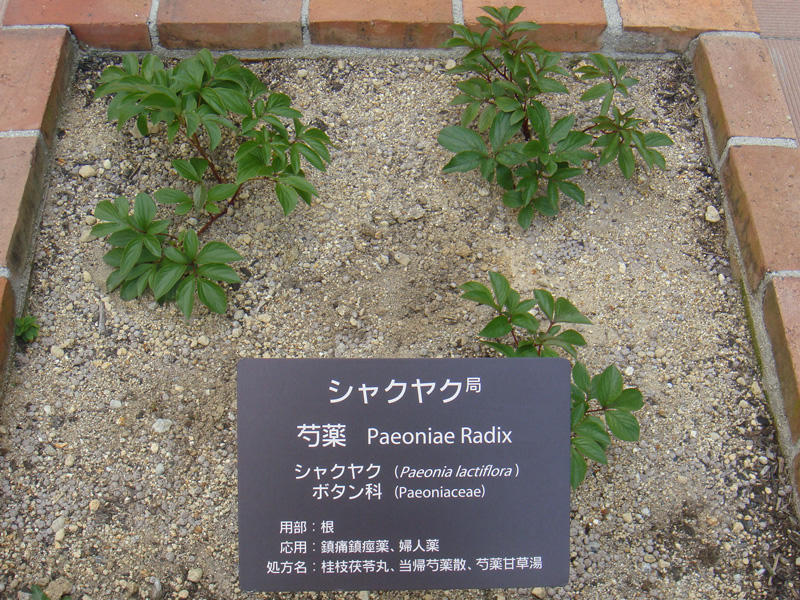 シャクヤク局
芍薬 Paeoniae Radix
シャクヤク (Paeonia lactiflora)
ボタン科 (Paeoniaceae)
用部：根
応用：鎮痛鎮痙薬、婦人薬
処方名：桂枝茯苓丸、当帰芍薬散、芍薬甘草湯